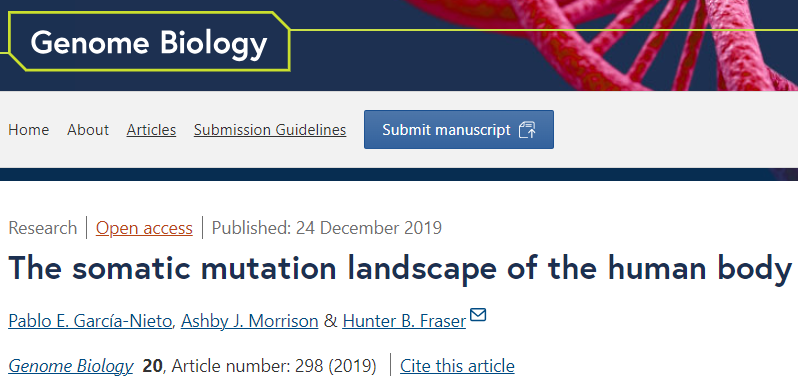 Genome Biology
Home About Articles Submission Guidelines Submit manuscript
Research | Open access | Published: 24 December 2019
The somatic mutation landscape of the human body
Pablo E. García-Nieto, Ashby J. Morrison & Hunter B. Fraser
Genome Biology 20, Article number: 298 (2019) | Cite this article